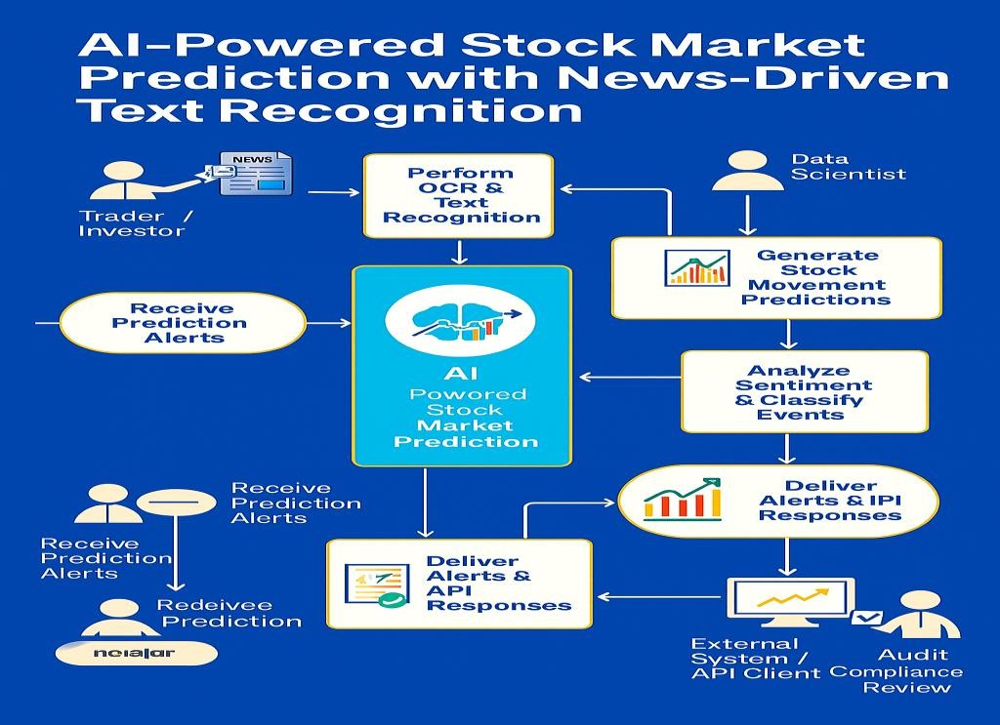 AI-Powered Stock Market
Prediction with News-Driven
Text Recognition
NEWS
Trader /
Investor
Perform
OCR &
Text
Recognition
Data
Scientist
Generate
Stock
Movement
Predictions
Receive
Prediction
Alerts
AI
Powored
Stock
Market
Prediction
Analyze
Sentiment
& Classify
Events
Deliver
Alerts & IPI
Responses
Receive
Prediction
Alerts
Receive
Prediction
Alerts
Redeivee
Prediction
Deliver
Alerts &
API
Responses
External
System /
API Client
Audit
Compliance
Review